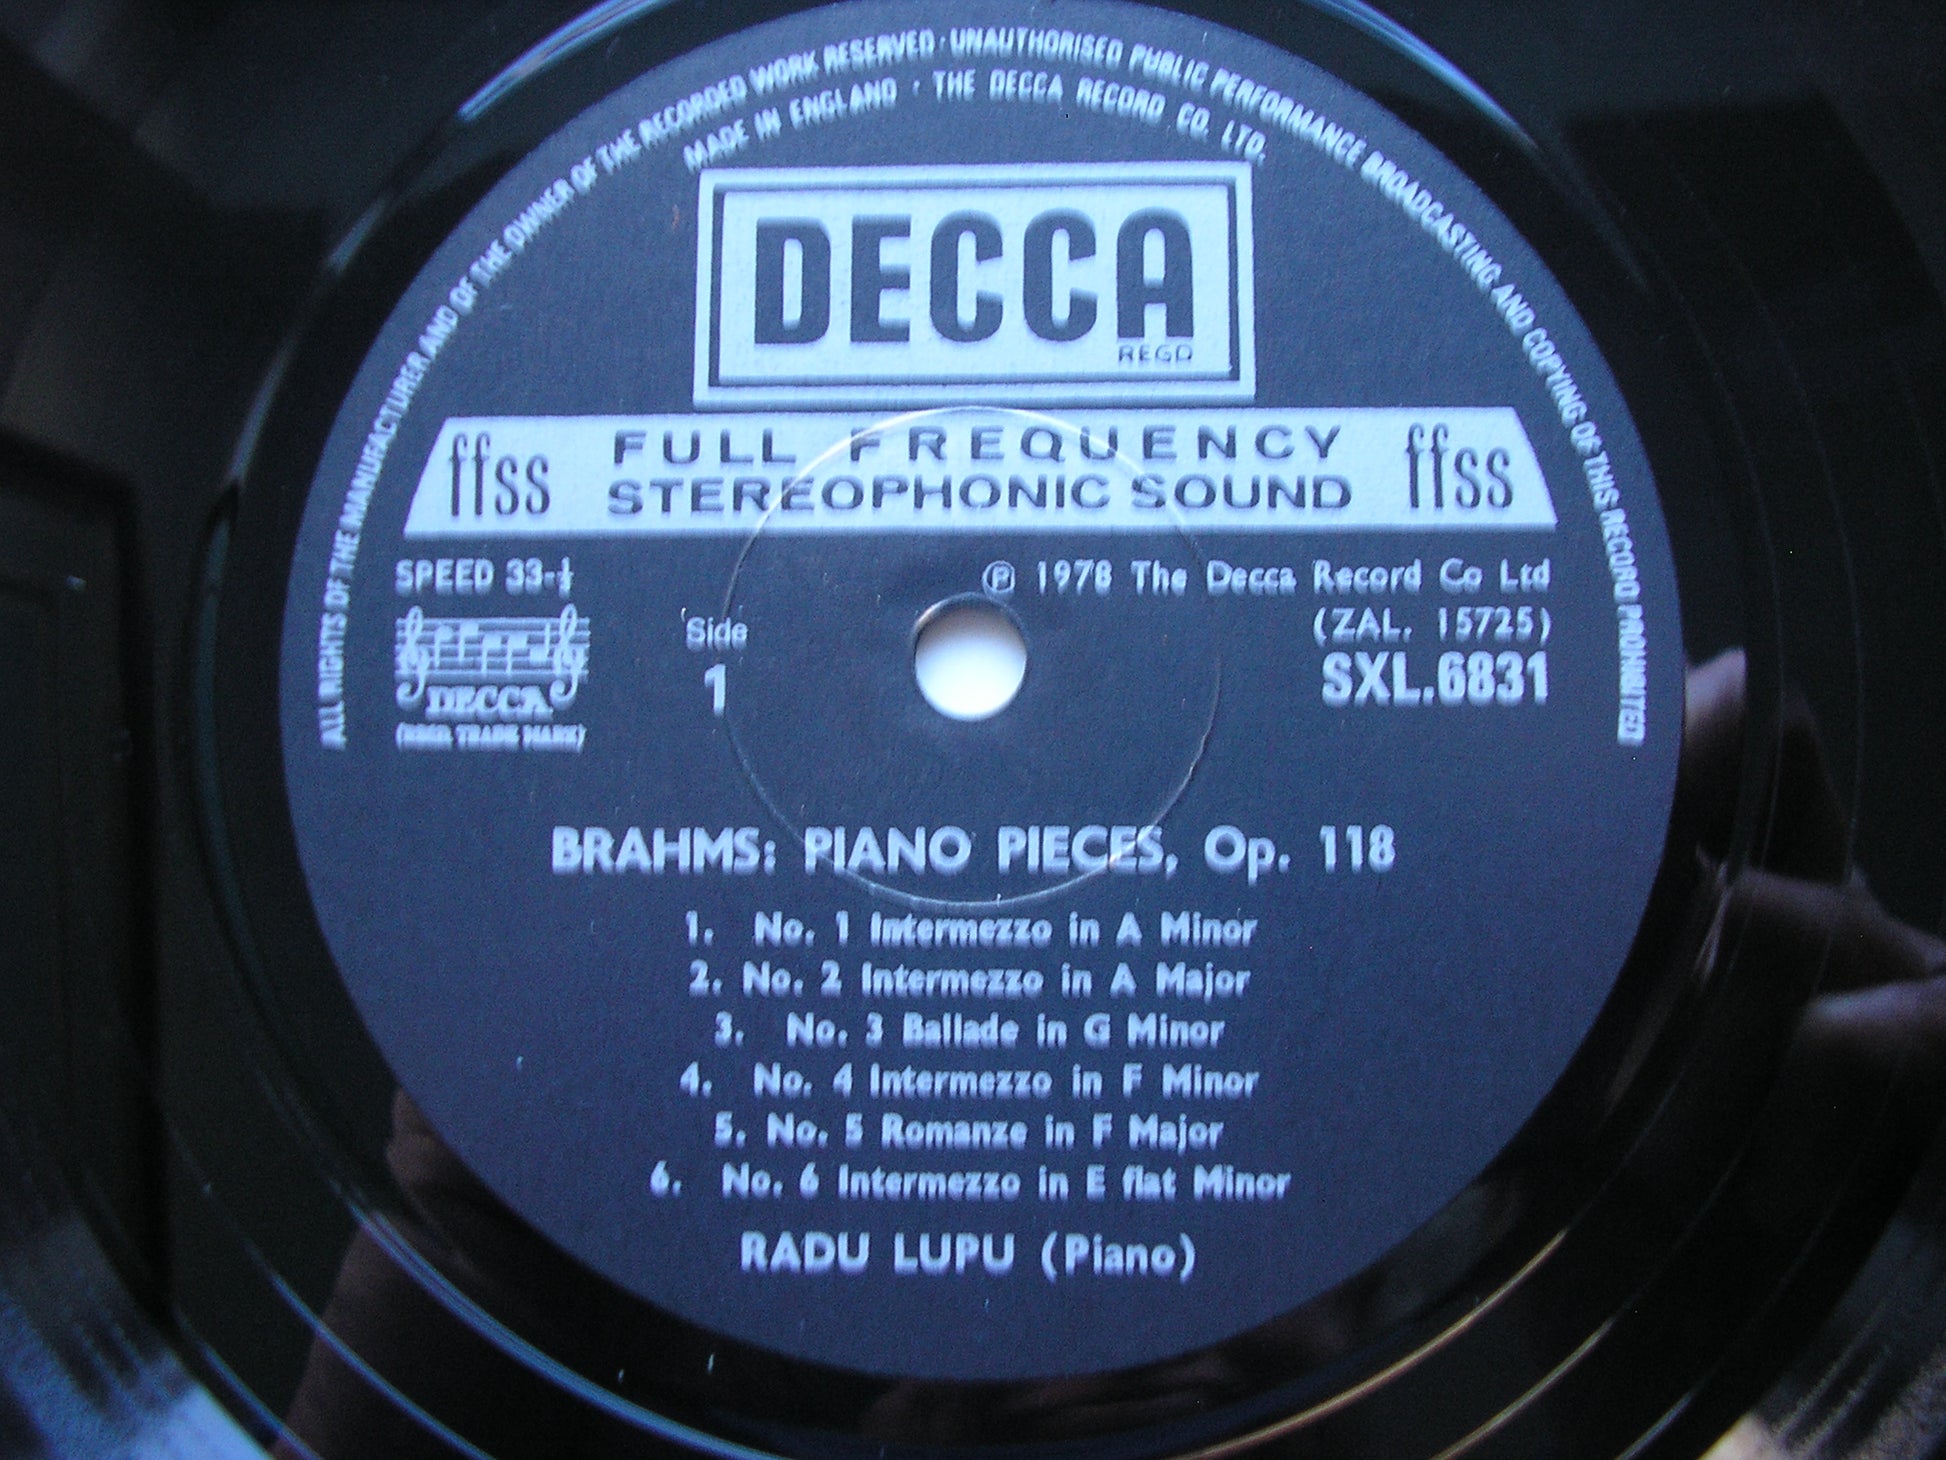 ALL RIGHTS OF THE MANUFACTURER AND OF THE OWNER OF THE RECORDED WORK RESERVED · UNAUTHORISED PUBLIC PERFORMANCE BROADCASTING AND COPYING OF THIS RECORD PROHIBITED
MADE IN ENGLAND · THE DECCA RECORD CO. LTD.
DECCA
REGD
ffss FULL FREQUENCY ffss
STEREOPHONIC SOUND
SPEED 33-⅓
Ⓟ 1978 The Decca Record Co Ltd
DECCA
(REGD. TRADE MARK)
Side
1
(ZAL. 15725)
SXL.6831
BRAHMS: PIANO PIECES, Op. 118
1. No. 1 Intermezzo in A Minor
2. No. 2 Intermezzo in A Major
3. No. 3 Ballade in G Minor
4. No. 4 Intermezzo in F Minor
5. No. 5 Romanze in F Major
6. No. 6 Intermezzo in E flat Minor
RADU LUPU (Piano)